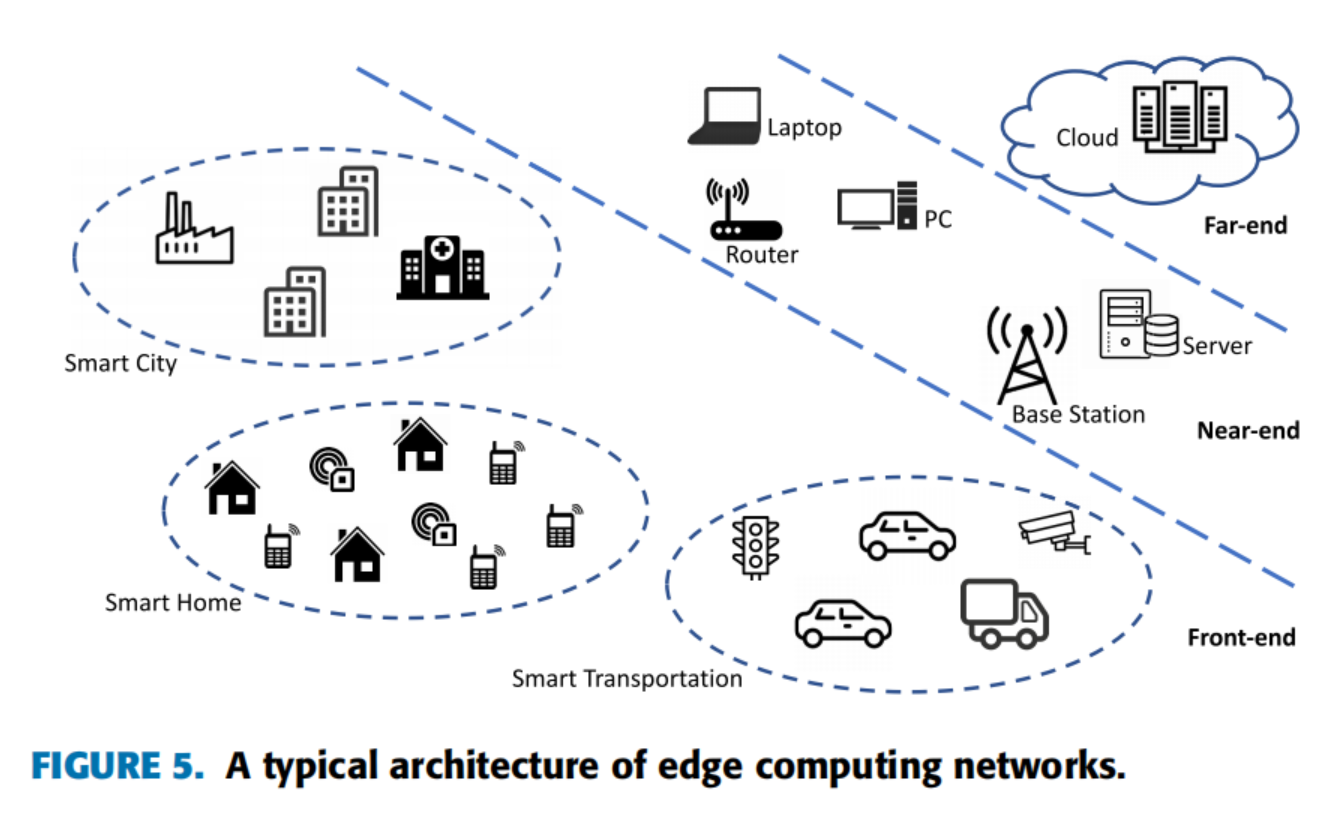 Laptop
Cloud
Router
PC
Far-end
Smart City
Server
Base Station
Near-end
Smart Home
Smart Transportation
Front-end
FIGURE 5. A typical architecture of edge computing networks.